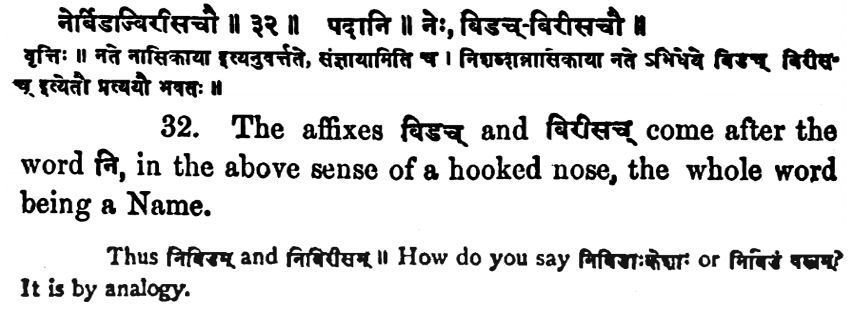 नेर्बिडज्बिरीसचौ ॥ ३२ ॥ पदानि ॥ नेः, बिडच्-बिरीसचौ ॥
वृत्तिः ॥ नते नासिकाया इत्यनुवर्त्तते, संज्ञायामिति च । निशब्दान्नासिकाया नते ऽभिधेये बिडच् बिरीस-
च् इत्येतौ प्रत्ययौ भवतः ॥
32. The affixes बिडच् and बिरीसच् come after the
word नि, in the above sense of a hooked nose, the whole word
being a Name.
Thus निबिडम् and निबिरीसम् ॥ How do you say निबिडाःकेशाः or निबिडं वस्त्रम्?
It is by analogy.